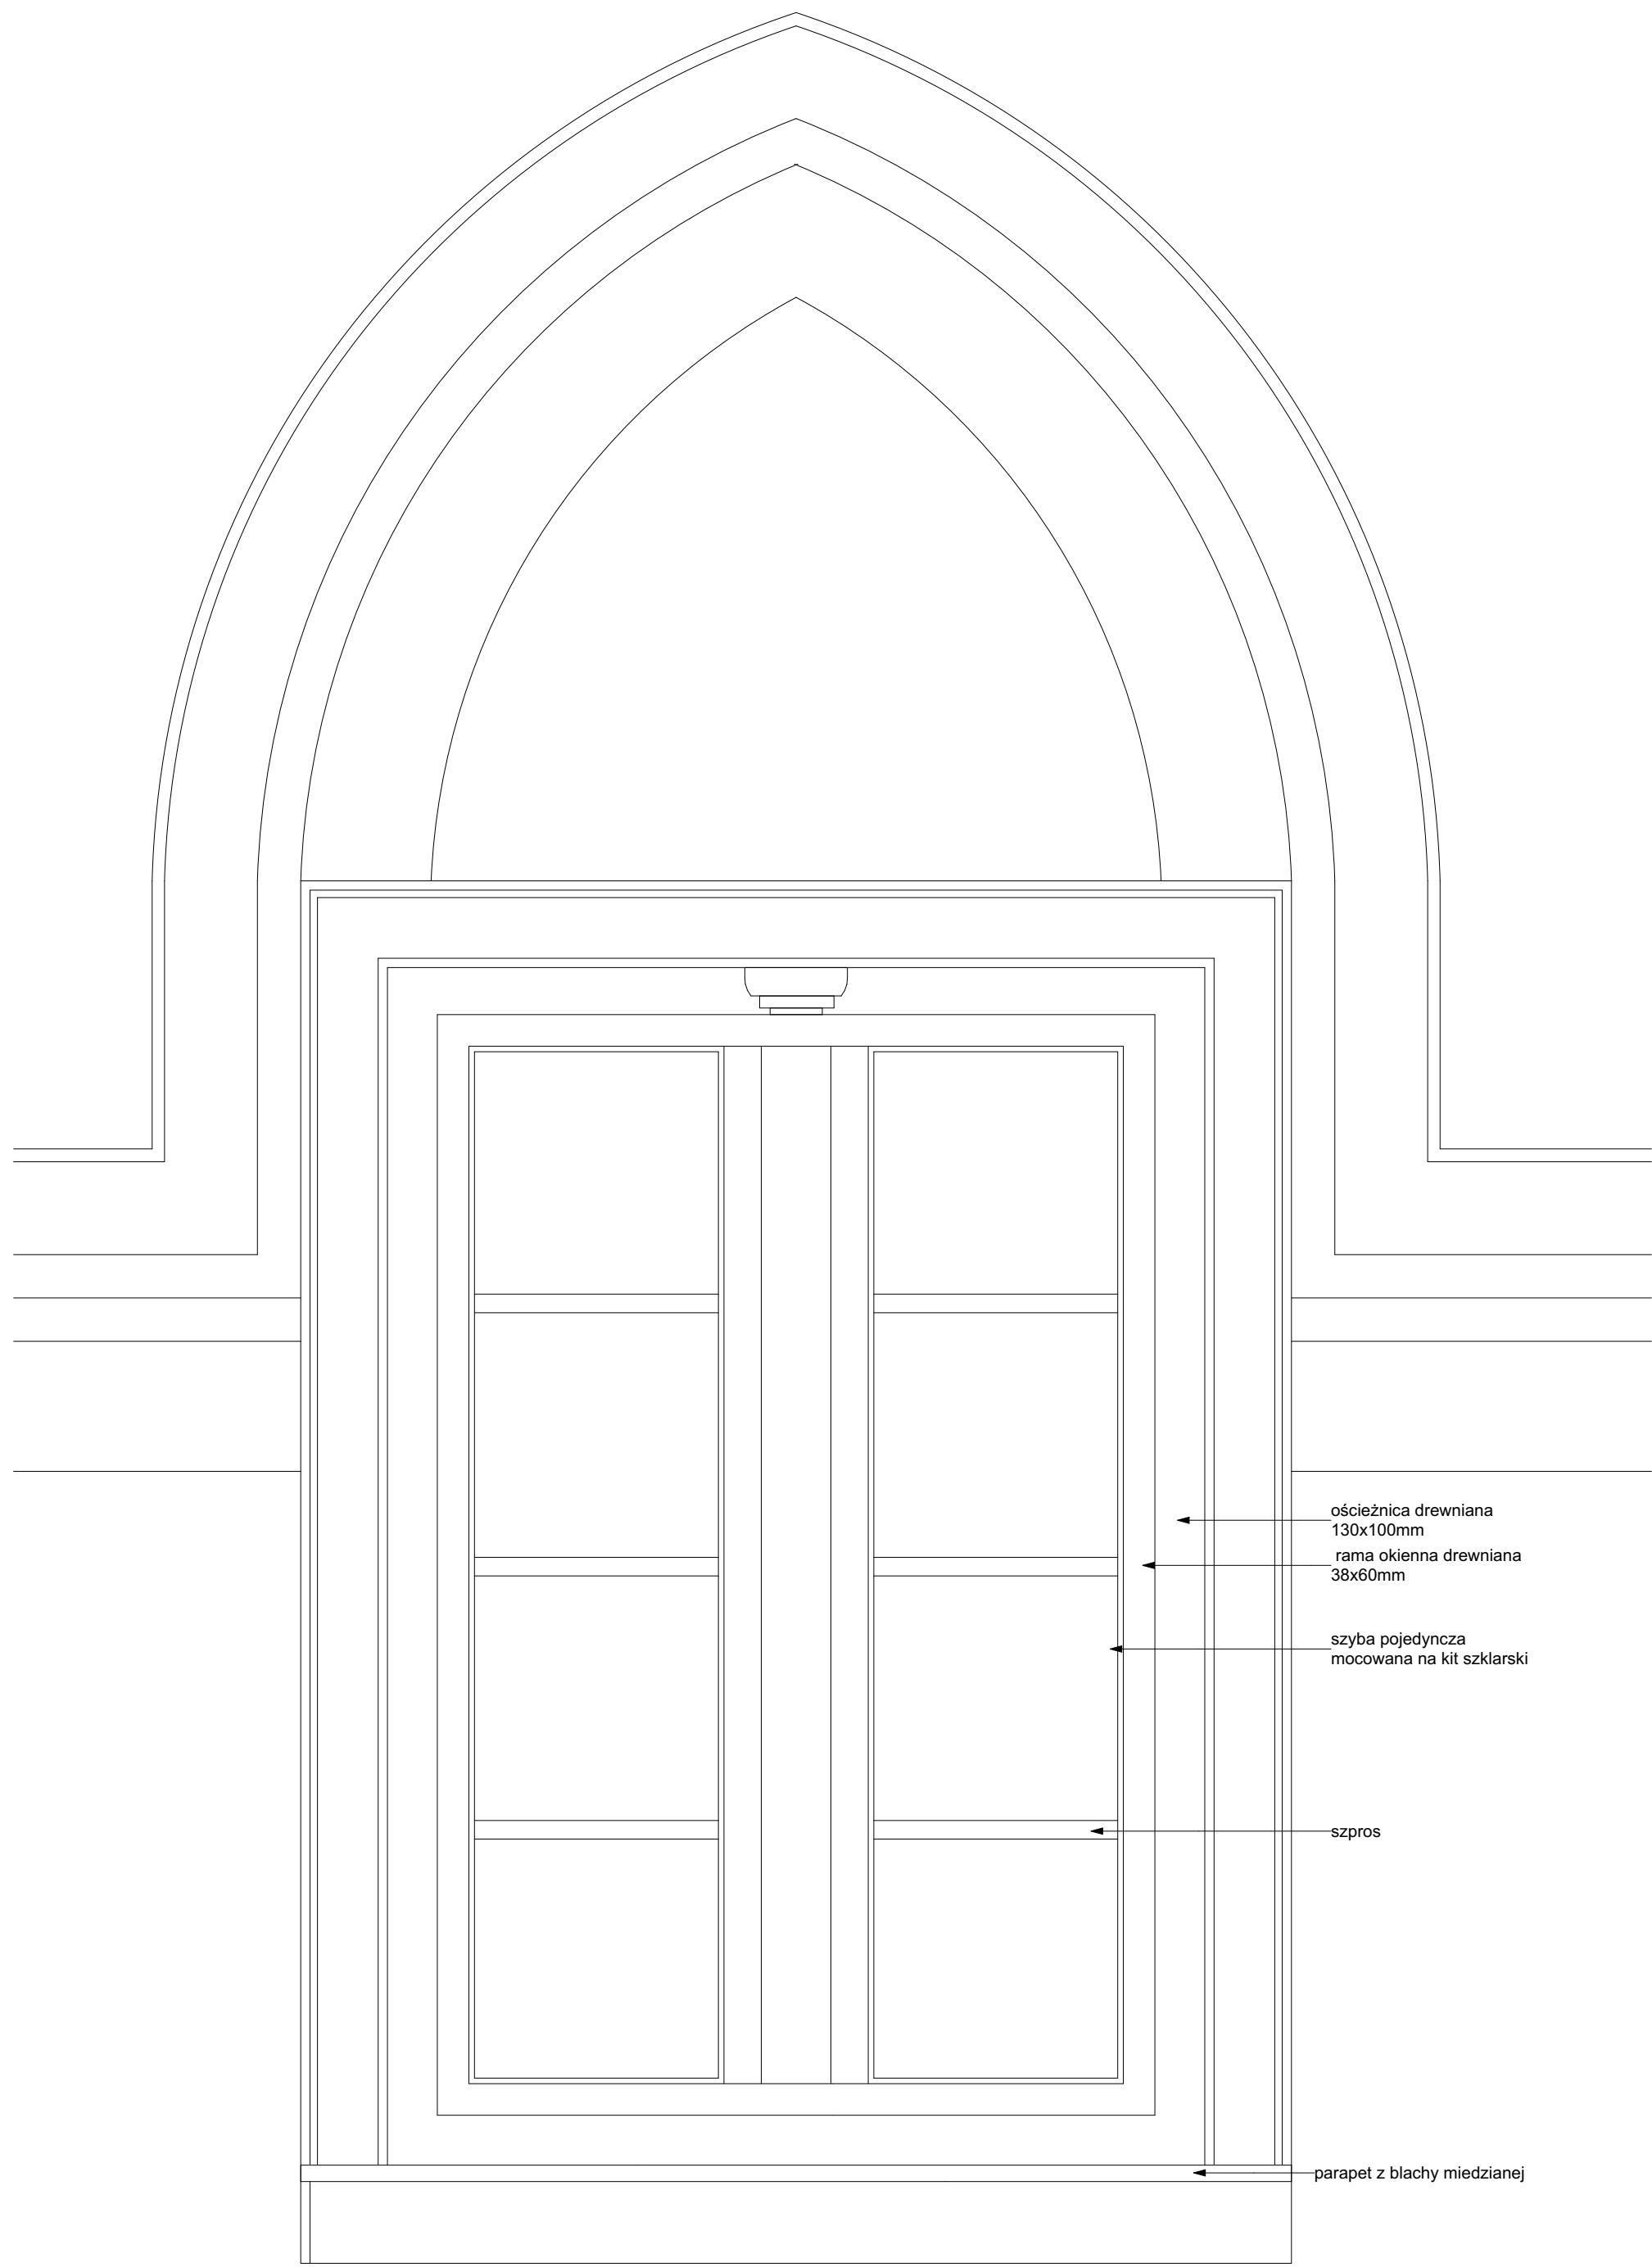 ościeżnica drewniana
130x100mm
rama okienna drewniana
38x60mm
szyba pojedyncza
mocowana na kit szklarski
szpros
parapet z blachy miedzianej